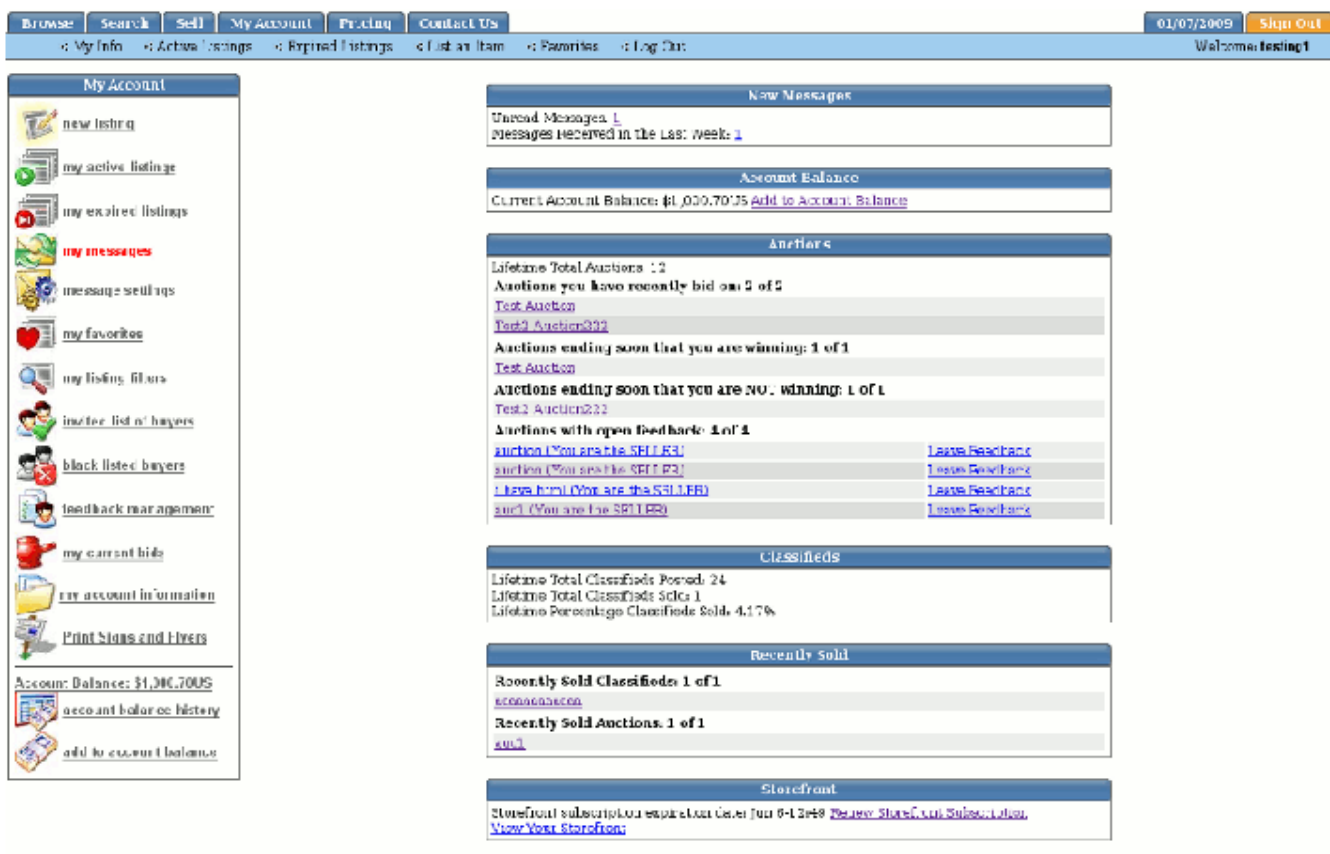 Browse Search Sell My Account Pricing Contact Us 01/07/2009 Sign Out
My Info Active Listings Expired Listings List an Item Favorites Log Out Welcome: testing1
My Account
new listing
my active listings
my expired listings
my messages
message settings
my favorites
my listing filters
invited list of buyers
black listed buyers
feedback management
my current bids
my account information
Print Signs and Flyers
Account Balance: $1,000.70US
account balance history
add to account balance
New Messages
Unread Messages: 1
Messages Received in the Last Week: 1
Account Balance
Current Account Balance: $1,000.70US Add to Account Balance
Auctions
Lifetime Total Auctions: 12
Auctions you have recently bid on: 2 of 2
Test Auction
Test2 Auction222
Auctions ending soon that you are winning: 1 of 1
Test Auction
Auctions ending soon that you are NOT winning: 1 of 1
Test2 Auction222
Auctions with open feedback: 4 of 4
auction (You are the SELLER) Leave Feedback
auction (You are the SELLER) Leave Feedback
i have (You are the SELLER) Leave Feedback
auc1 (You are the SELLER) Leave Feedback
Classifieds
Lifetime Total Classifieds Posted: 24
Lifetime Total Classifieds Sold: 1
Lifetime Percentage Classifieds Sold: 4.17%
Recently Sold
Recently Sold Classifieds: 1 of 1
Recently Sold Auctions: 1 of 1
auc1
Storefront
Storefront subscription expiration date: Renew Storefront Subscription
View Your Storefront